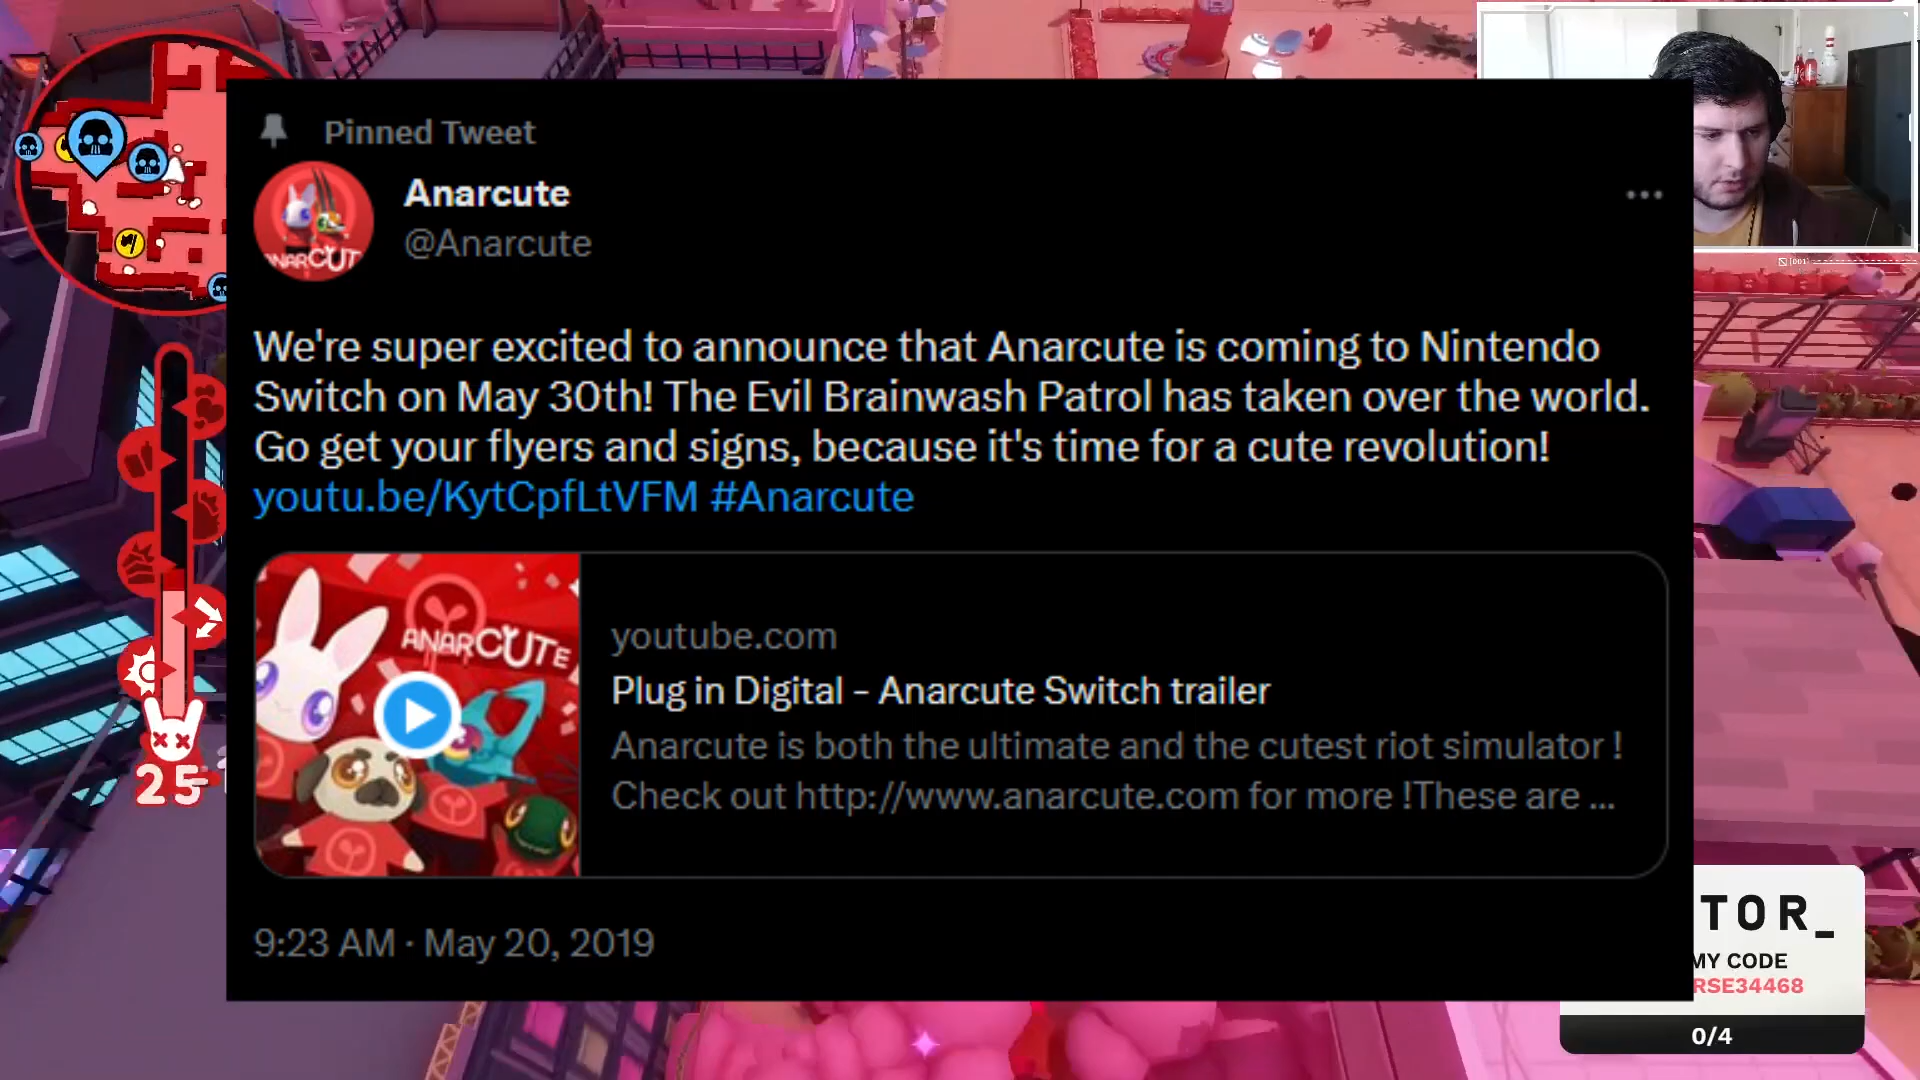 Pinned Tweet
Anarcute
@Anarcute
We're super excited to announce that Anarcute is coming to Nintendo
Switch on May 30th! The Evil Brainwash Patrol has taken over the world.
Go get your flyers and signs, because it's time for a cute revolution!
youtu.be/KytCpfLtVFM #Anarcute
ANARCUTE
youtube.com
Plug in Digital - Anarcute Switch trailer
Anarcute is both the ultimate and the cutest riot simulator !
Check out http://www.anarcute.com for more !These are ...
9:23 AM · May 20, 2019
25
TOR_
MY CODE
RSE34468
0/4